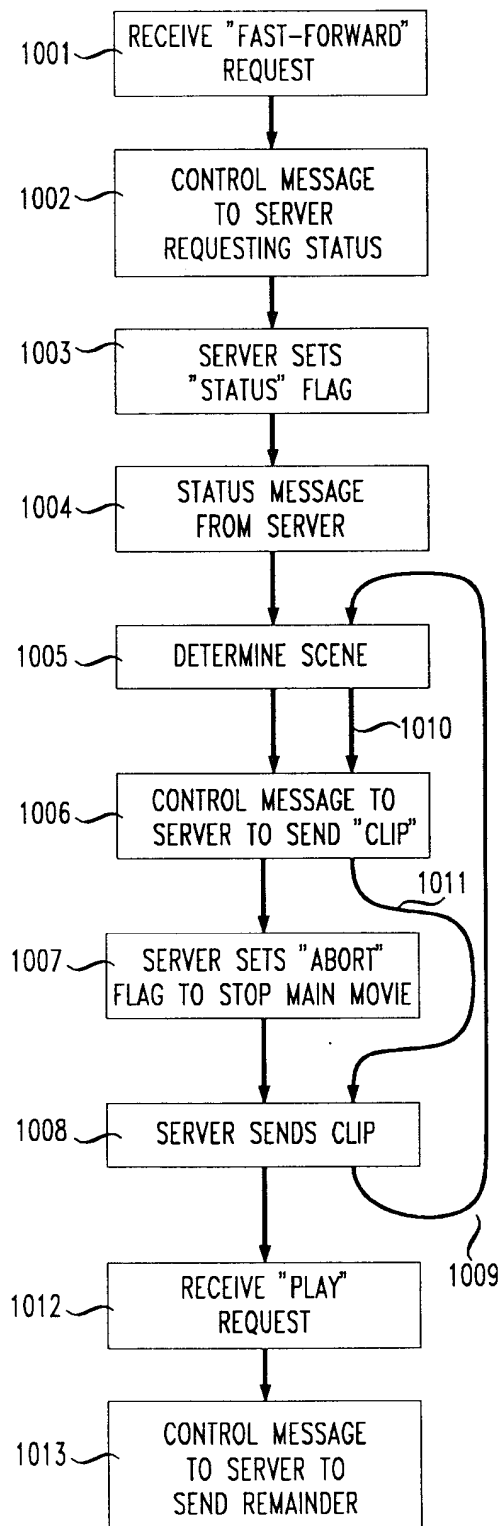 1001
RECEIVE "FAST-FORWARD"
REQUEST
1002
CONTROL MESSAGE
TO SERVER
REQUESTING STATUS
1003
SERVER SETS
"STATUS" FLAG
1004
STATUS MESSAGE
FROM SERVER
1005
DETERMINE SCENE
1010
1006
CONTROL MESSAGE TO
SERVER TO SEND "CLIP"
1011
1007
SERVER SETS "ABORT"
FLAG TO STOP MAIN MOVIE
1008
SERVER SENDS CLIP
1009
1012
RECEIVE "PLAY"
REQUEST
1013
CONTROL MESSAGE
TO SERVER TO
SEND REMAINDER